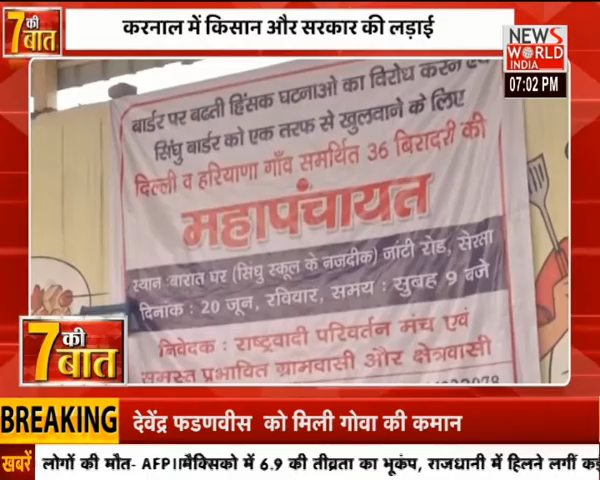 7 की बात
करनाल में किसान और सरकार की लड़ाई
NEWS
WORLD
INDIA
07:02 PM
बार्डर पर बढती हिंसक घटनाओ का विरोध करन
सिंघु बार्डर को एक तरफ से खुलवाने के लिए
दिल्ली व हरियाणा गाँव समर्थित 36 बिरादरी की
महापंचायत
स्थान :बारात घर (सिंधु स्कूल के नजदीक) जांटी रोड, सेरसा
दिनाक : 20 जून, रविवार, समय : सुबह 9 बजे
निवेदक : राष्ट्रवादी परिवर्तन मंच एवं
समस्त प्रभावित ग्रामवासी और क्षेत्रवासी
7 की बात
BREAKING देवेंद्र फडणवीस को मिली गोवा की कमान
खबरें लोगों की मौत- AFP||मैक्सिको में 6.9 की तीव्रता का भूकंप, राजधानी में हिलने लगीं